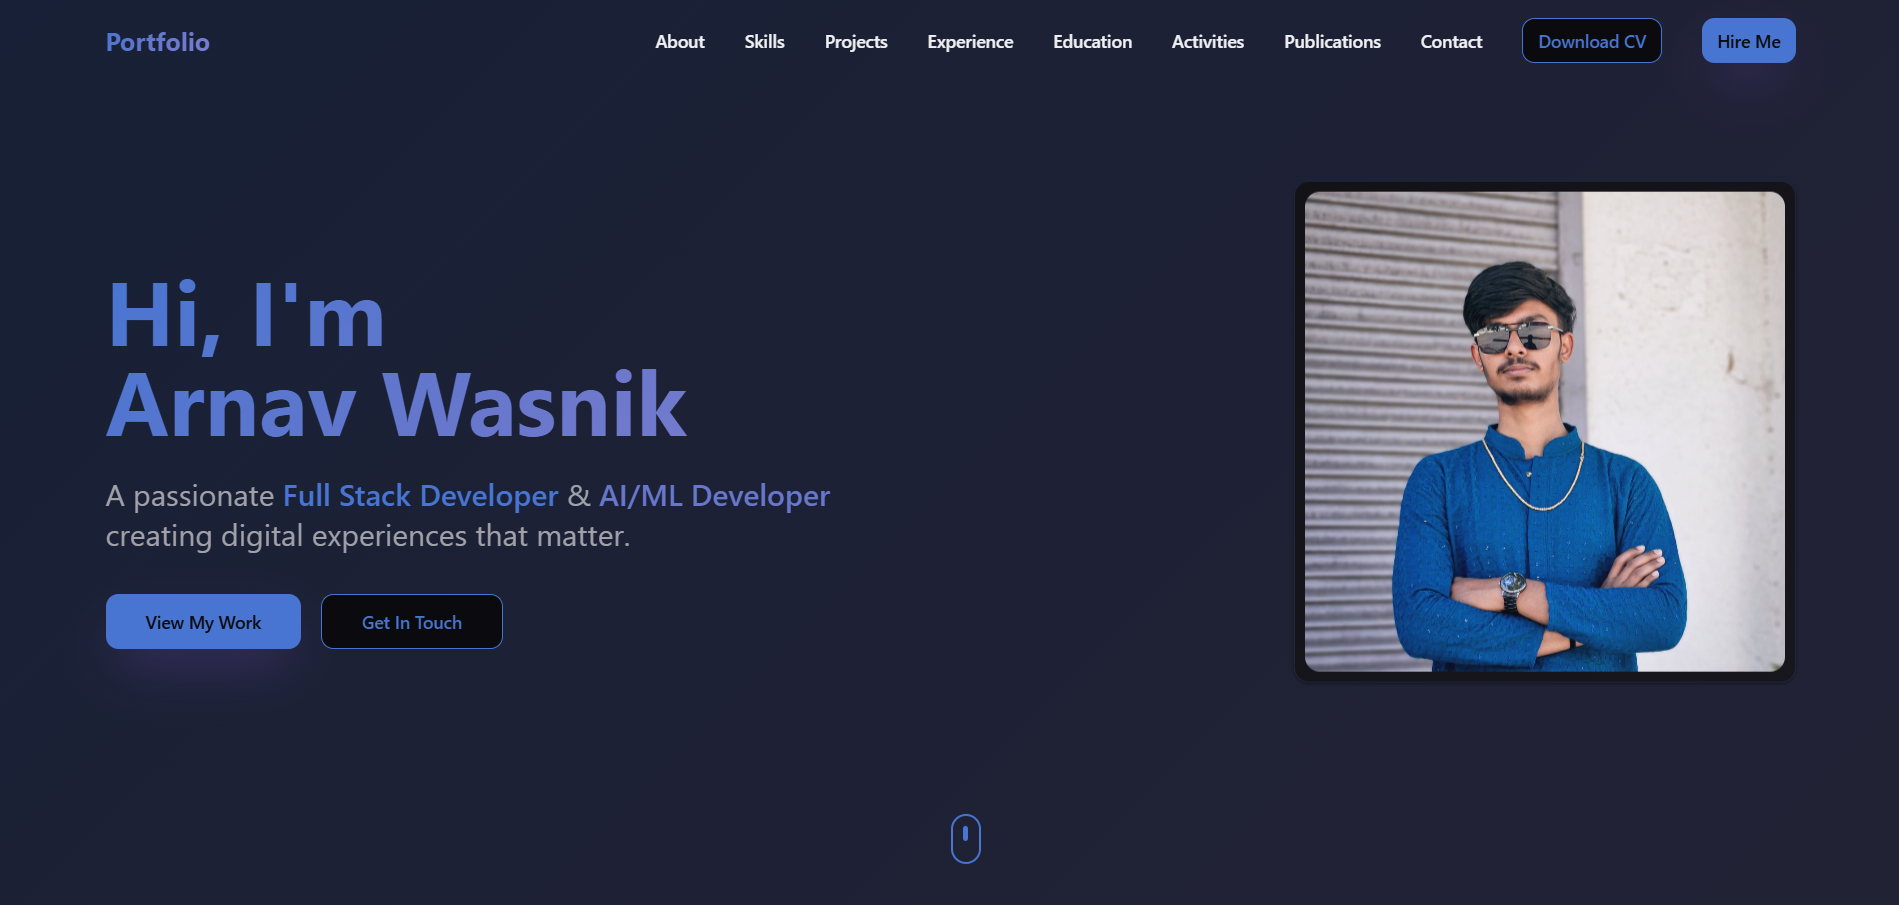 Portfolio
About
Skills
Projects
Experience
Education
Activities
Publications
Contact
Download CV
Hire Me
Hi, I'm
Arnav Wasnik
A passionate Full Stack Developer & AI/ML Developer
creating digital experiences that matter.
View My Work
Get In Touch